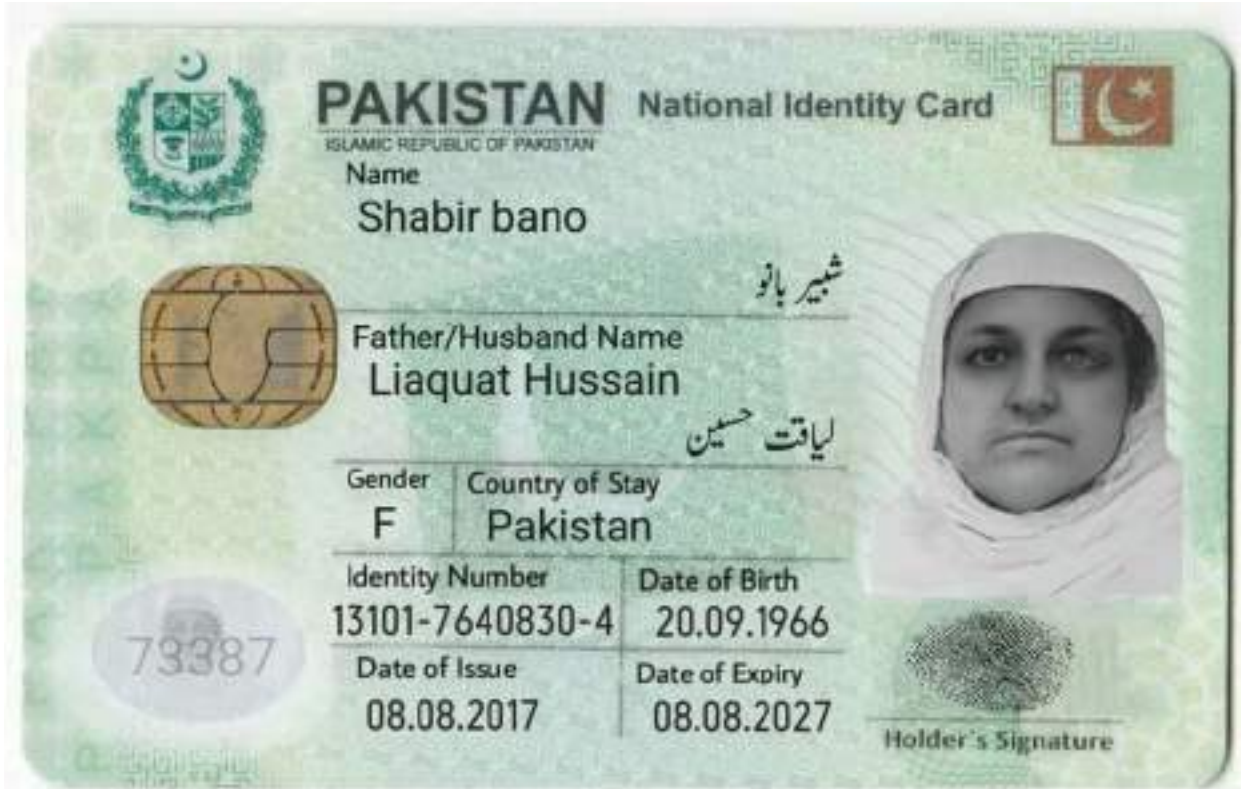 PAKISTAN National Identity Card
ISLAMIC REPUBLIC OF PAKISTAN
Name
Shabir bano
شبیر بانو
Father/Husband Name
Liaquat Hussain
لیاقت حسین
Gender Country of Stay
F Pakistan
Identity Number Date of Birth
13101-7640830-4 20.09.1966
73387
Date of Issue Date of Expiry
08.08.2017 08.08.2027
Holder's Signature